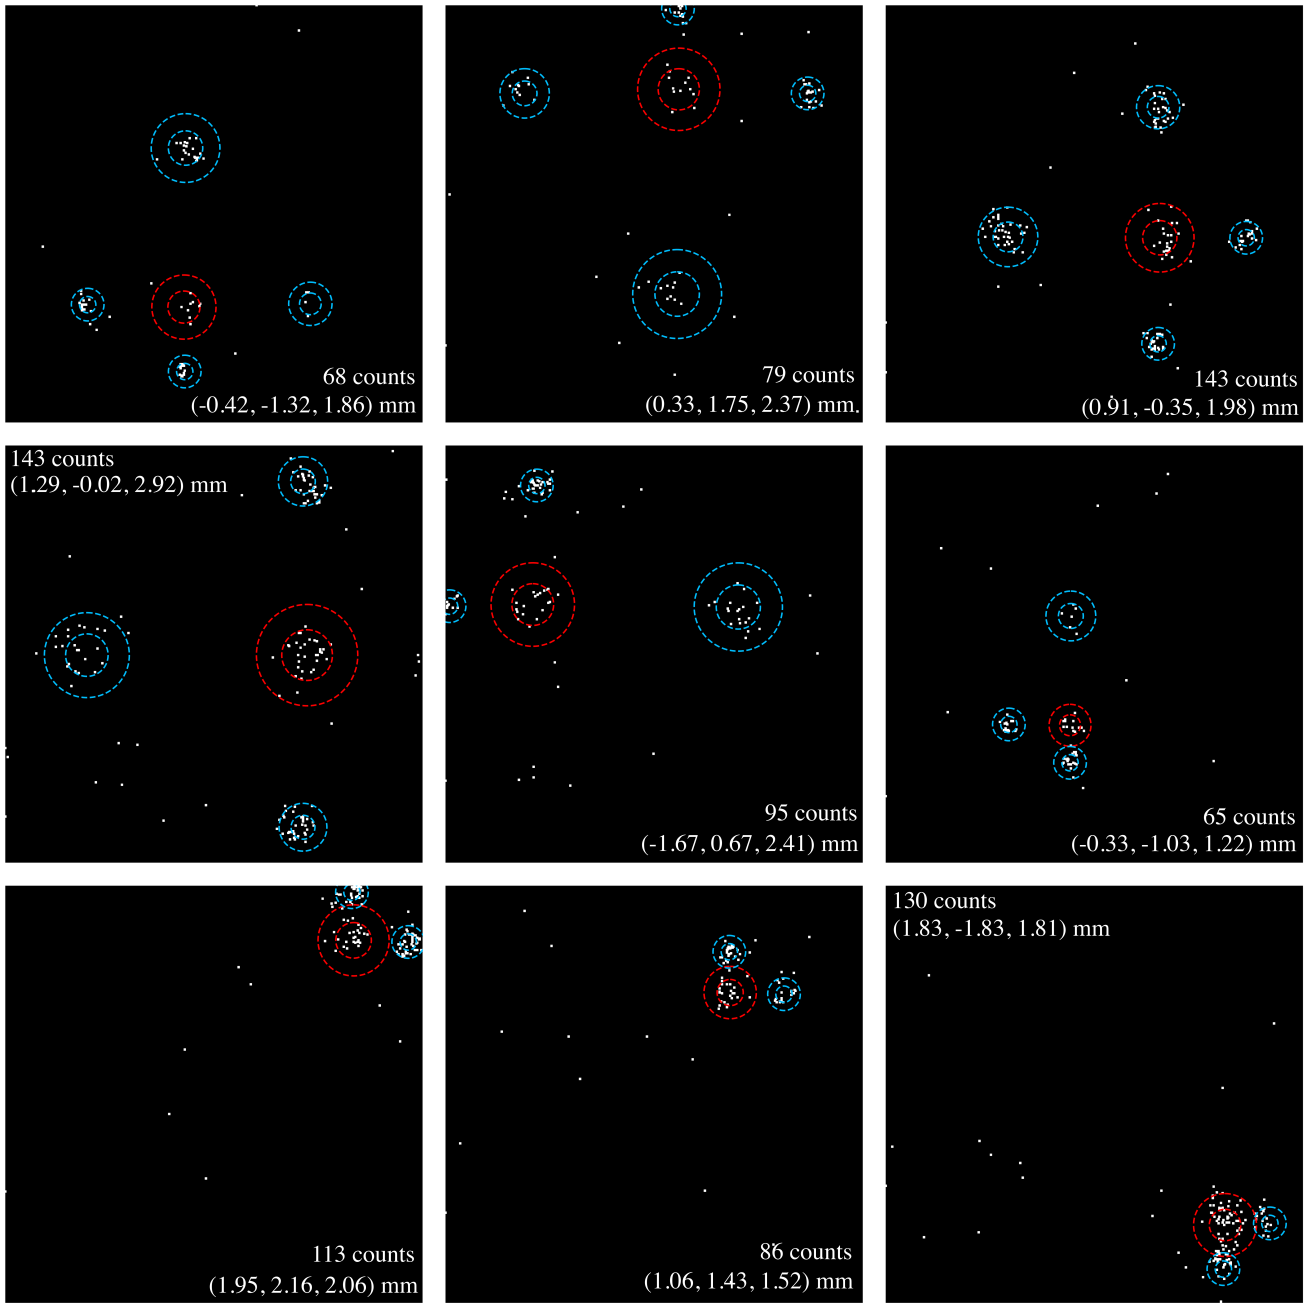 68 counts
(-0.42, -1.32, 1.86) mm
79 counts
(0.33, 1.75, 2.37) mm
143 counts
(0.91, -0.35, 1.98) mm
143 counts
(1.29, -0.02, 2.92) mm
95 counts
(-1.67, 0.67, 2.41) mm
65 counts
(-0.33, -1.03, 1.22) mm
113 counts
(1.95, 2.16, 2.06) mm
86 counts
(1.06, 1.43, 1.52) mm
130 counts
(1.83, -1.83, 1.81) mm